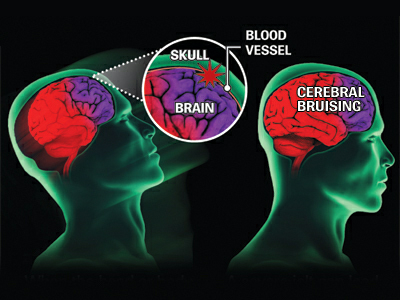 BLOOD
VESSEL
SKULL
BRAIN
CEREBRAL
BRUISING